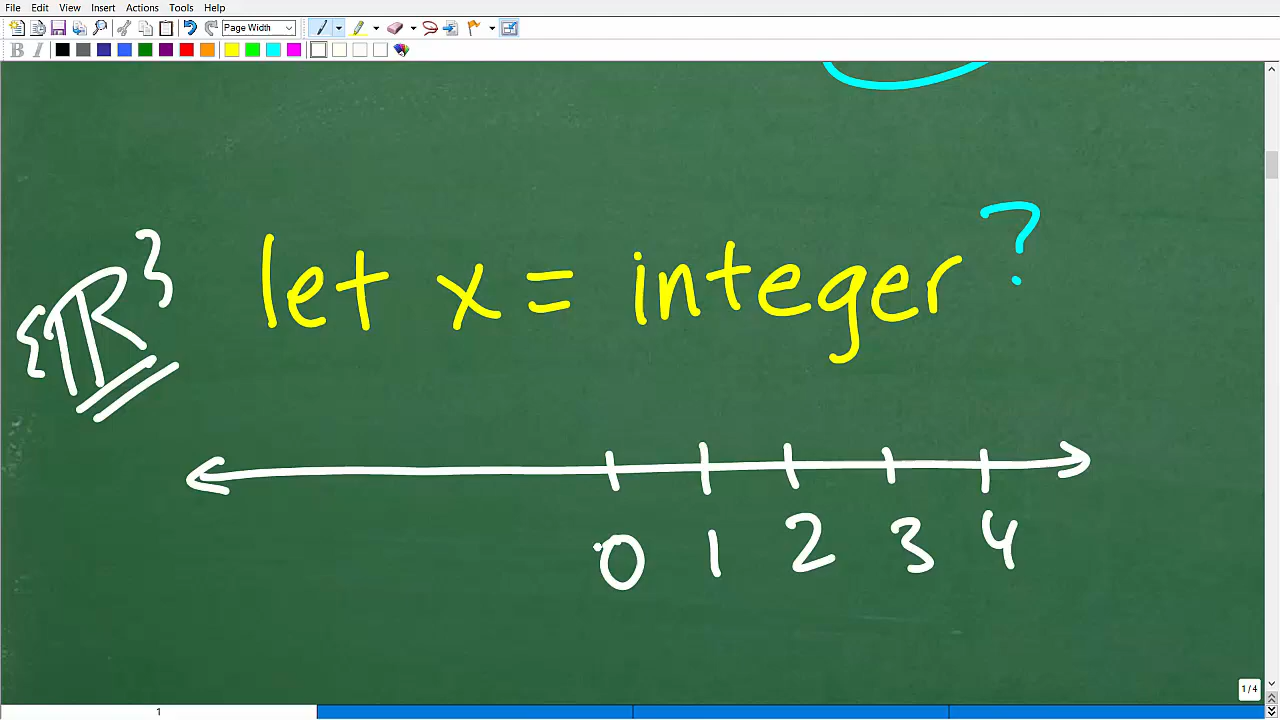 File Edit View Insert Actions Tools Help
Page Width
B I
{ℝ} let x = integer ?
0 1 2 3 4
1/4
1